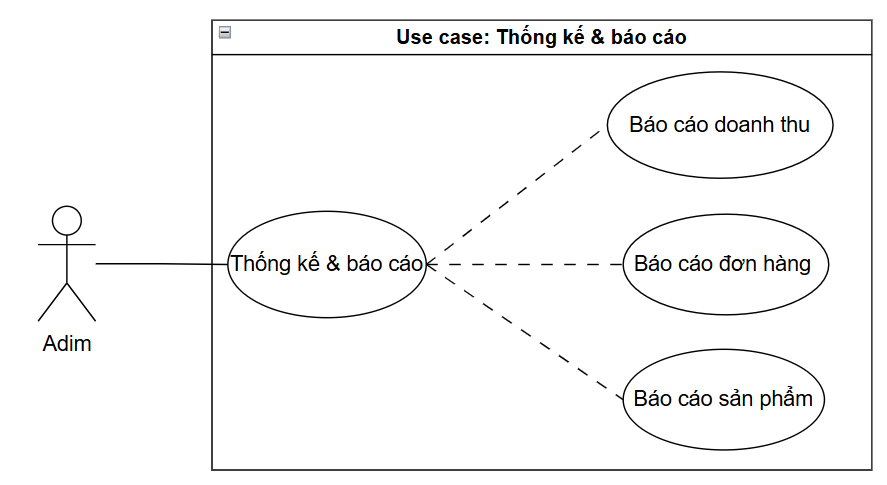 Use case: Thống kế & báo cáo
Báo cáo doanh thu
Thống kế & báo cáo
Báo cáo đơn hàng
Adim
Báo cáo sản phẩm